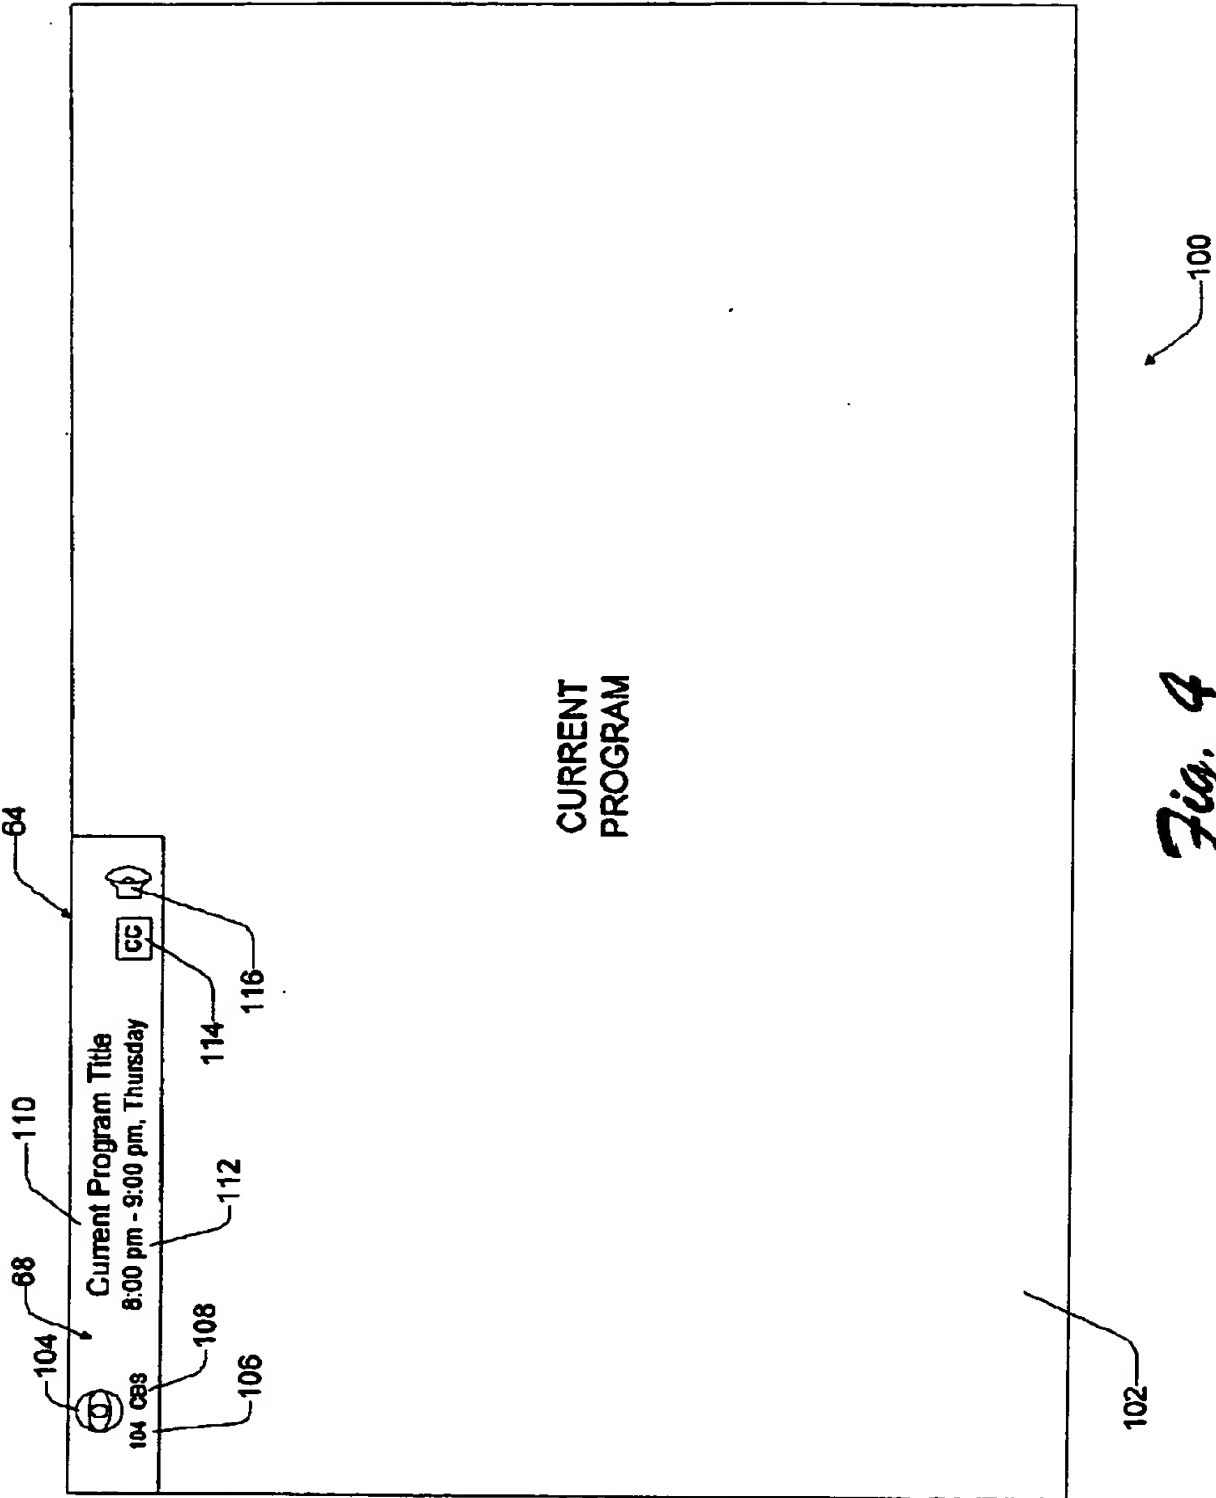 64
110
68
104
Current Program Title
8:00 pm - 9:00 pm, Thursday
CC
104 CBS
108
106
112
114
116
CURRENT
PROGRAM
102
100
Fig. 4